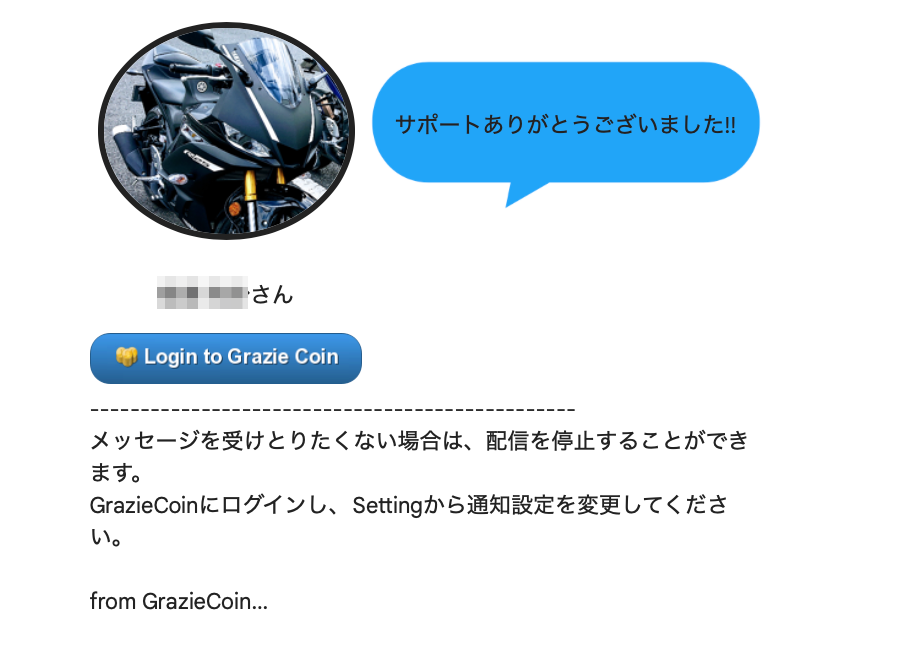 サポートありがとうございました!!
さん
Login to Grazie Coin
------------------------------------------------
メッセージを受けとりたくない場合は、配信を停止することができ
ます。
GrazieCoinにログインし、Settingから通知設定を変更してくださ
い。
from GrazieCoin...